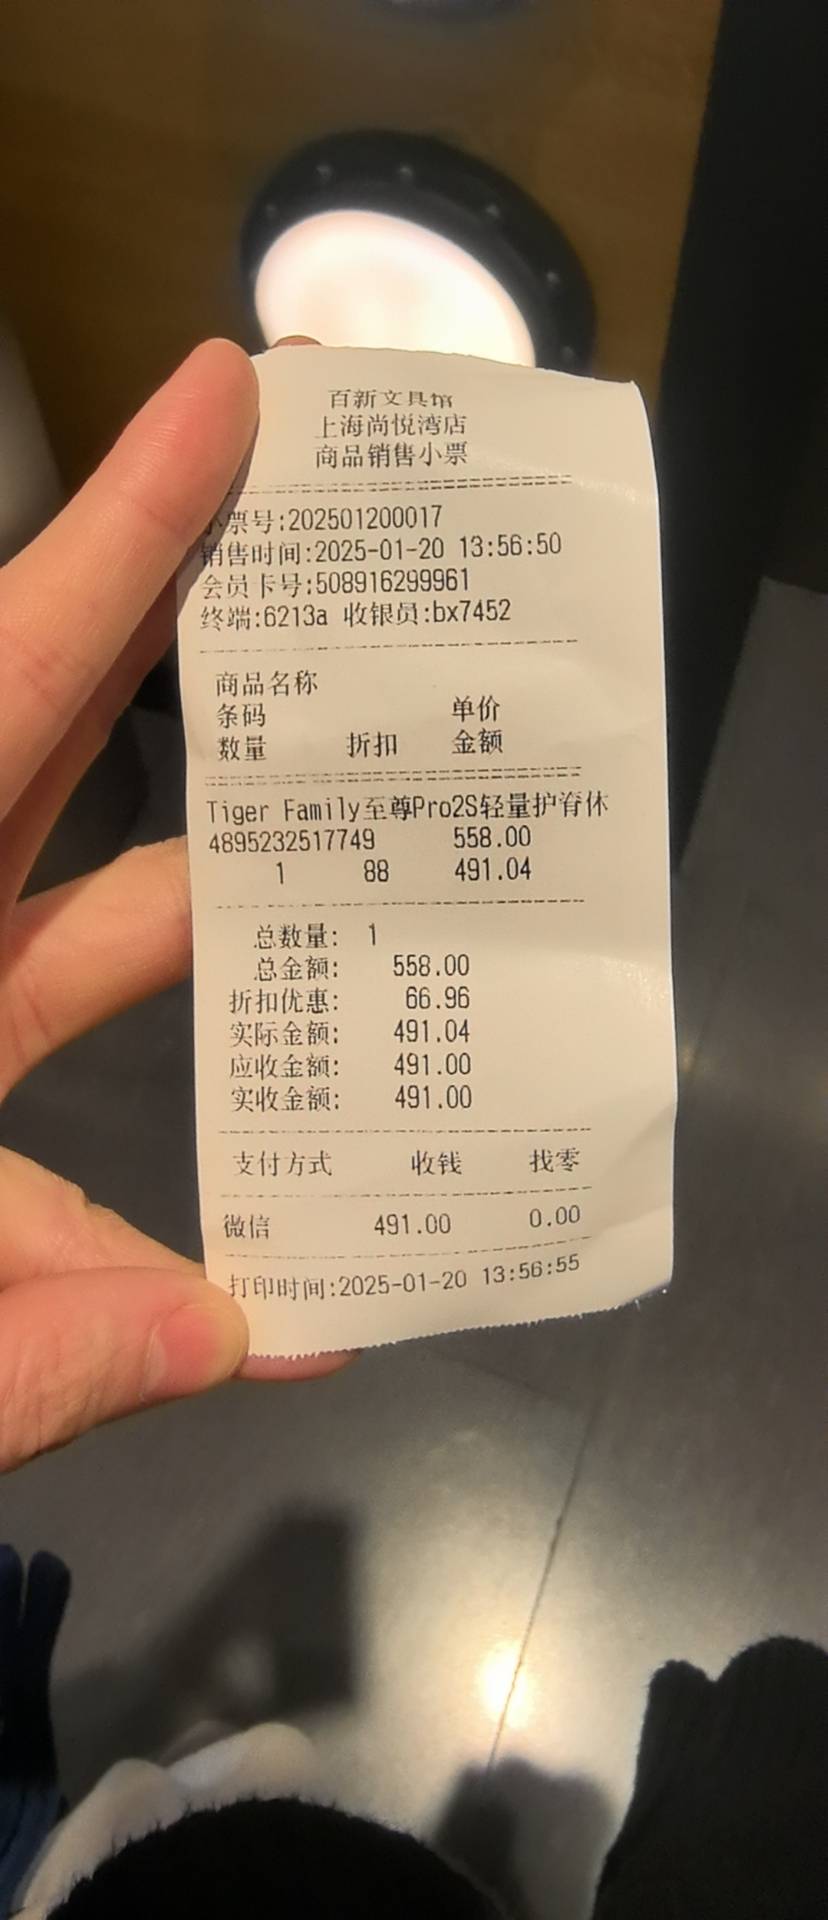 百新文具馆
上海尚悦湾店
商品销售小票
小票号:202501200017
销售时间:2025-01-20 13:56:50
会员卡号:508916299961
终端:6213a 收银员:bx7452
商品名称
条码 单价
数量 折扣 金额
Tiger Family至尊Pro2S轻量护脊休
4895232517749 558.00
1 88 491.04
总数量: 1
总金额: 558.00
折扣优惠: 66.96
实际金额: 491.04
应收金额: 491.00
实收金额: 491.00
支付方式 收钱 找零
微信 491.00 0.00
打印时间:2025-01-20 13:56:55